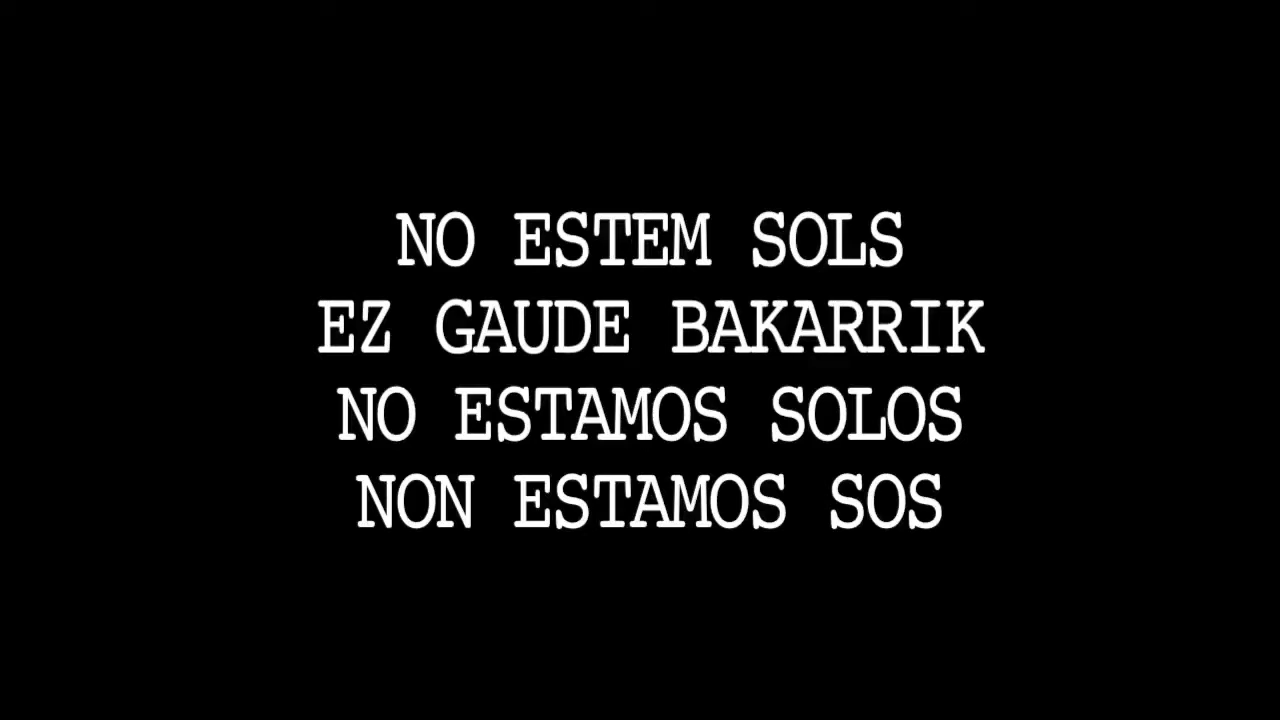 NO ESTEM SOLS
EZ GAUDE BAKARRIK
NO ESTAMOS SOLOS
NON ESTAMOS SOS